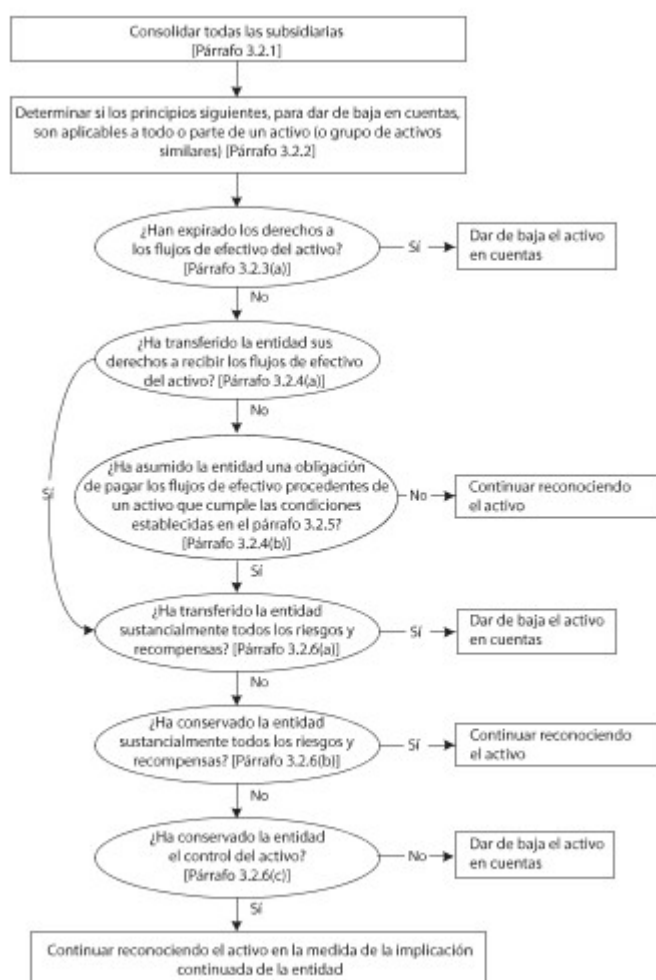 Consolidar todas las subsidiarias
[Párrafo 3.2.1]
Determinar si los principios siguientes, para dar de baja en cuentas,
son aplicables a todo o parte de un activo (o grupo de activos
similares) [Párrafo 3.2.2]
¿Han expirado los derechos a
los flujos de efectivo del activo?
[Párrafo 3.2.3(a)]
Sí
Dar de baja el activo
en cuentas
No
¿Ha transferido la entidad sus
derechos a recibir los flujos de efectivo
del activo? [Párrafo 3.2.4(a)]
Sí
No
¿Ha asumido la entidad una obligación
de pagar los flujos de efectivo procedentes de
un activo que cumple las condiciones
establecidas en el párrafo 3.2.5?
[Párrafo 3.2.4(b)]
No
Continuar reconociendo
el activo
Sí
¿Ha transferido la entidad
sustancialmente todos los riesgos y
recompensas? [Párrafo 3.2.6(a)]
Sí
Dar de baja el activo
en cuentas
No
¿Ha conservado la entidad
sustancialmente todos los riesgos y
recompensas? [Párrafo 3.2.6(b)]
Sí
Continuar reconociendo
el activo
No
¿Ha conservado la entidad
el control del activo?
[Párrafo 3.2.6(c)]
No
Dar de baja el activo
en cuentas
Sí
Continuar reconociendo el activo en la medida de la implicación
continuada de la entidad